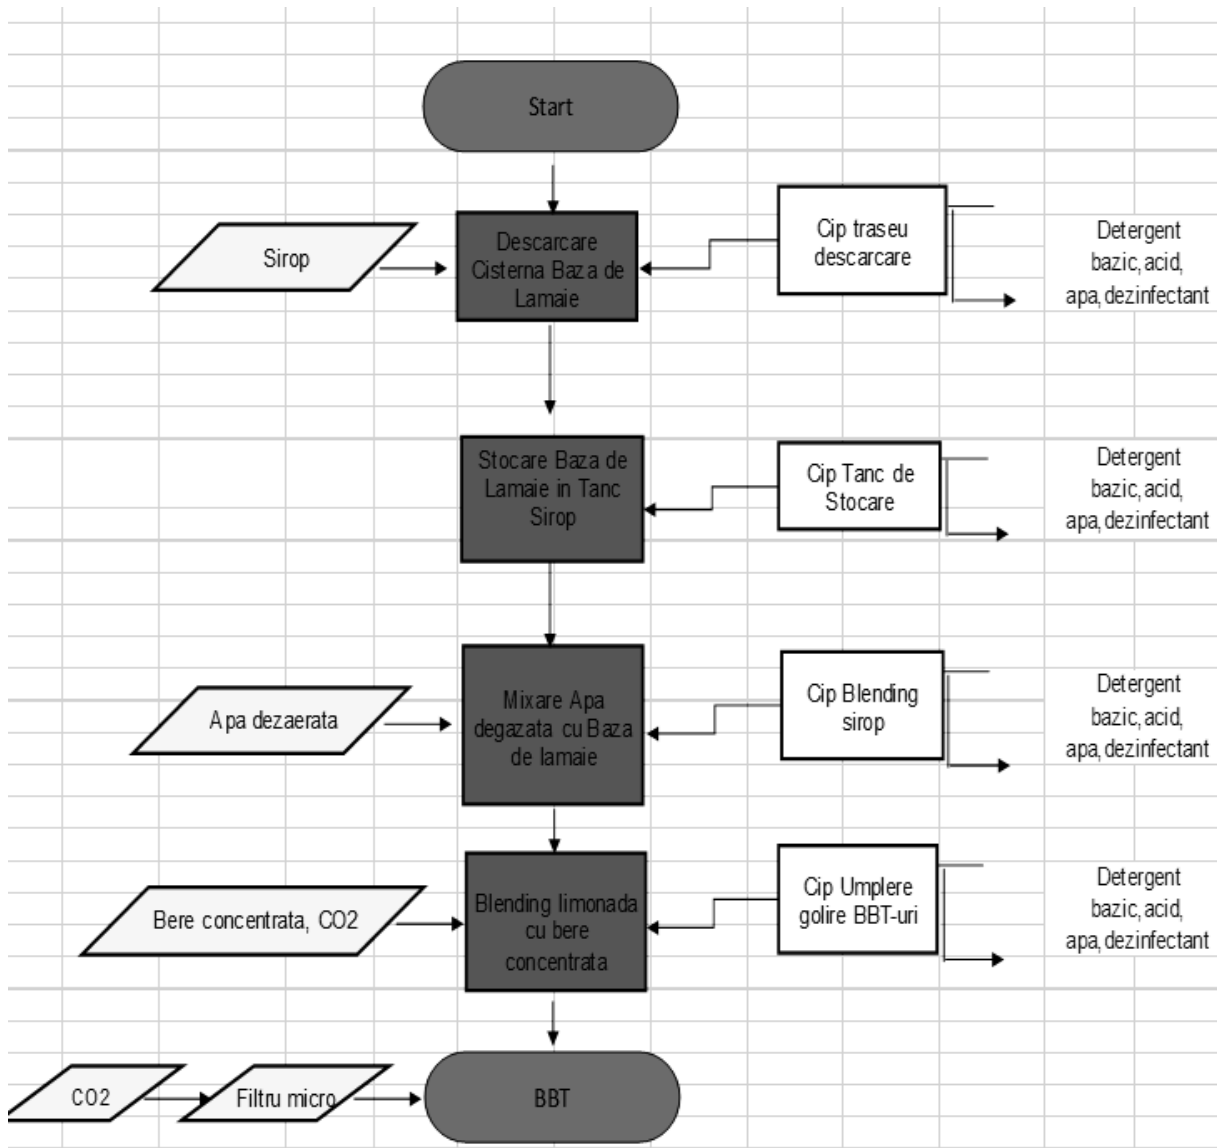 Start
Sirop
Descarcare
Cisterna Baza de
Lamaie
Cip traseu
descarcare
Detergent
bazic, acid,
apa, dezinfectant
Stocare Baza de
Lamaie in Tanc
Sirop
Cip Tanc de
Stocare
Detergent
bazic, acid,
apa, dezinfectant
Apa dezaerata
Mixare Apa
degazata cu Baza
de lamaie
Cip Blending
sirop
Detergent
bazic, acid,
apa, dezinfectant
Bere concentrata, CO2
Blending limonada
cu bere
concentrata
Cip Umplere
golire BBT-uri
Detergent
bazic, acid,
apa, dezinfectant
CO2
Filtru micro
BBT